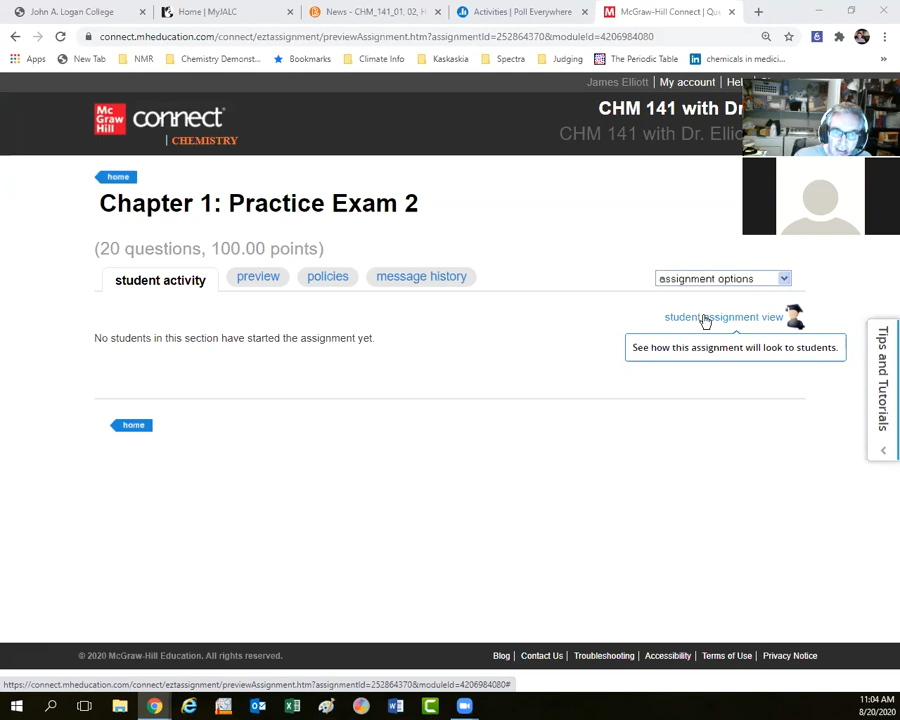 John A. Logan College
Home | MyJALC
News - CHM_141_01, 02, H
Activities | Poll Everywhere
McGraw-Hill Connect | Qu
connect.mheducation.com/connect/eztassignment/previewAssignment.htm?assignmentId=252864370&moduleId=4206984080
Apps
New Tab
NMR
Chemistry Demonst...
Bookmarks
Climate Info
Kaskaskia
Spectra
Judging
The Periodic Table
chemicals in medici...
»
James Elliott | My account | Hel
Mc Graw Hill
connect
| CHEMISTRY
CHM 141 with Dr.
CHM 141 with Dr. Ellio
home
Chapter 1: Practice Exam 2
(20 questions, 100.00 points)
student activity
preview
policies
message history
assignment options
student assignment view
No students in this section have started the assignment yet.
See how this assignment will look to students.
Tips and Tutorials
home
© 2020 McGraw-Hill Education. All rights reserved.
Blog | Contact Us | Troubleshooting | Accessibility | Terms of Use | Privacy Notice
https://connect.mheducation.com/connect/eztassignment/previewAssignment.htm?assignmentId=252864370&moduleId=4206984080#
11:04 AM
8/20/2020